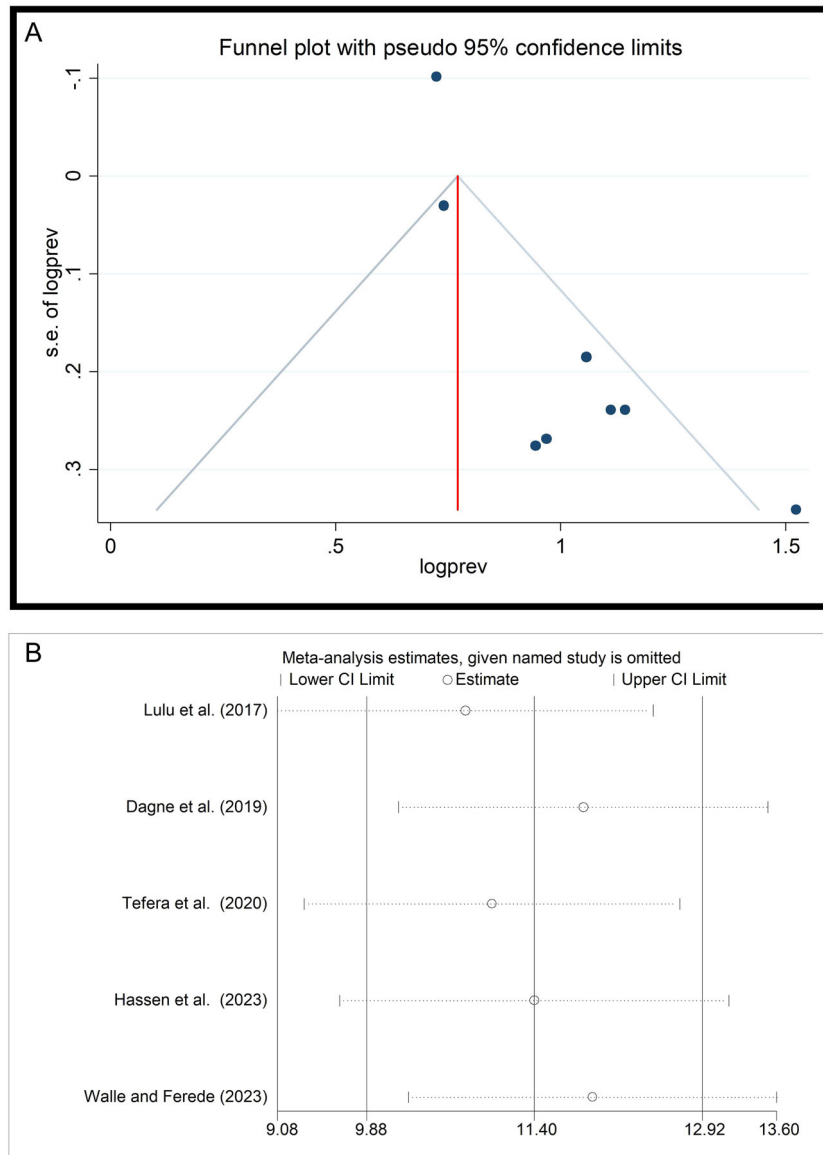 A
Funnel plot with pseudo 95% confidence limits
-.1
0
.1
.2
.3
s.e. of logprev
0 .5 1 1.5
logprev
B
Meta-analysis estimates, given named study is omitted
Lower CI Limit Estimate Upper CI Limit
Lulu et al. (2017)
Dagne et al. (2019)
Tefera et al. (2020)
Hassen et al. (2023)
Walle and Ferede (2023)
9.08 9.88 11.40 12.92 13.60